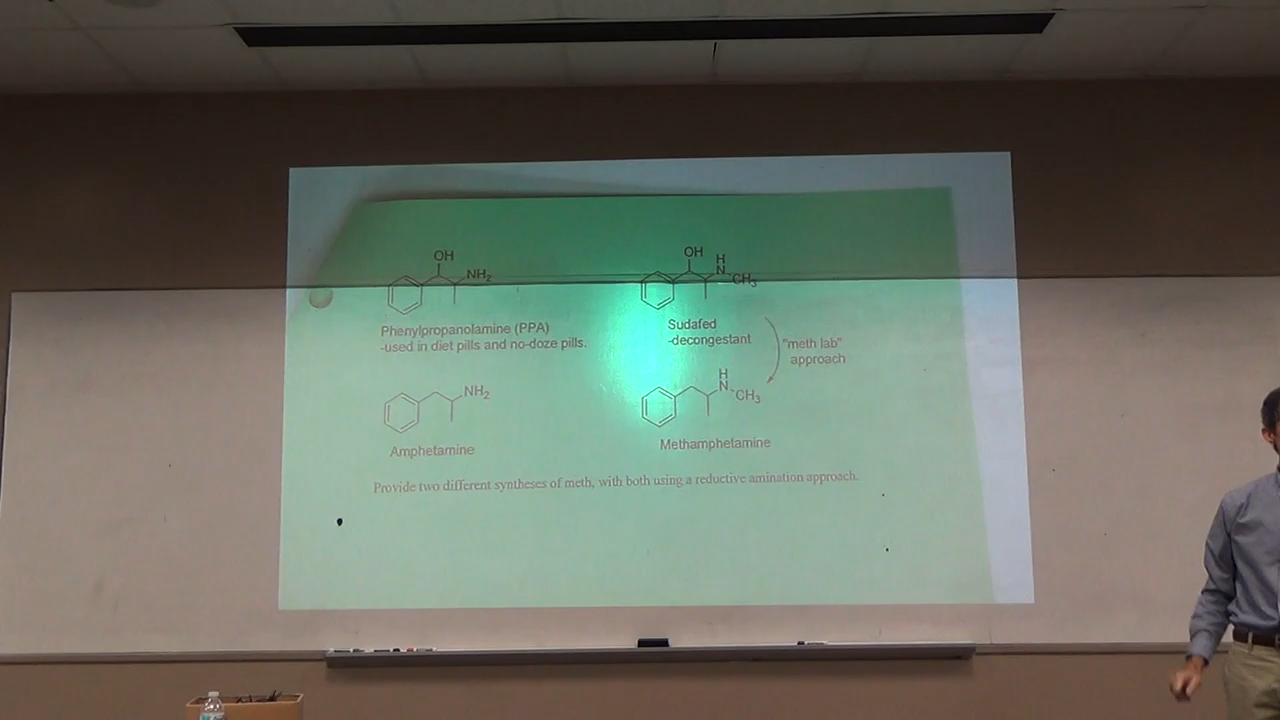 OH
NH2
Phenylpropanolamine (PPA)
-used in diet pills and no-doze pills.
OH
H
N
CH3
Sudafed
-decongestant
"meth lab"
approach
NH2
Amphetamine
H
N
CH3
Methamphetamine
Provide two different syntheses of meth, with both using a reductive amination approach.